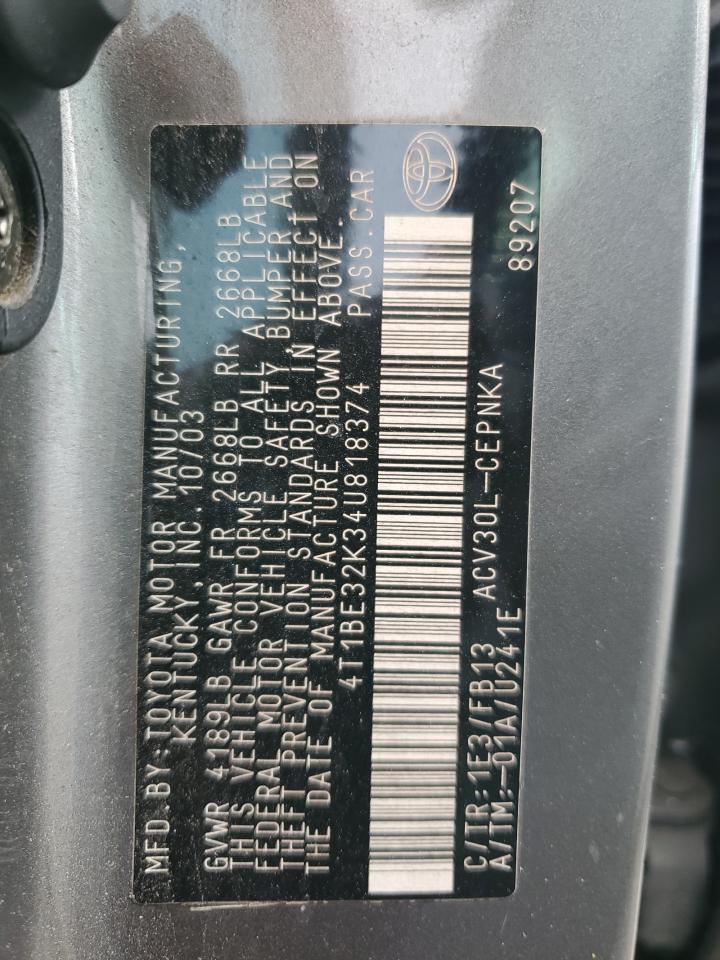 MFD.BY:TOYOTA MOTOR MANUFACTURING,
KENTUCKY, INC. 10/03
GVWR 4189LB GAWR FR 2668LB RR 2668LB
THIS VEHICLE CONFORMS TO ALL APPLICABLE
FEDERAL MOTOR VEHICLE SAFETY, BUMPER AND
THEFT PREVENTION STANDARDS IN EFFECT ON
THE DATE OF MANUFACTURE SHOWN ABOVE.
4T1BE32K34U818374 PASS.CAR
C/TR:1E3/FB13 ACV30L-CEPNKA
A/TM:-01A/U241E 89207